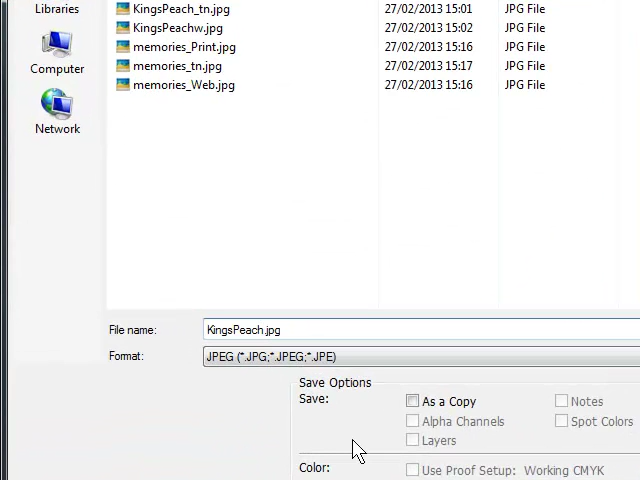 Libraries
KingsPeach_tn.jpg 27/02/2013 15:01 JPG File
KingsPeachw.jpg 27/02/2013 15:02 JPG File
memories_Print.jpg 27/02/2013 15:16 JPG File
Computer
memories_tn.jpg 27/02/2013 15:17 JPG File
memories_Web.jpg 27/02/2013 15:16 JPG File
Network
File name: KingsPeach.jpg
Format: JPEG (*.JPG;*.JPEG;*.JPE)
Save Options
Save: As a Copy Notes
Alpha Channels Spot Colors
Layers
Color: Use Proof Setup: Working CMYK